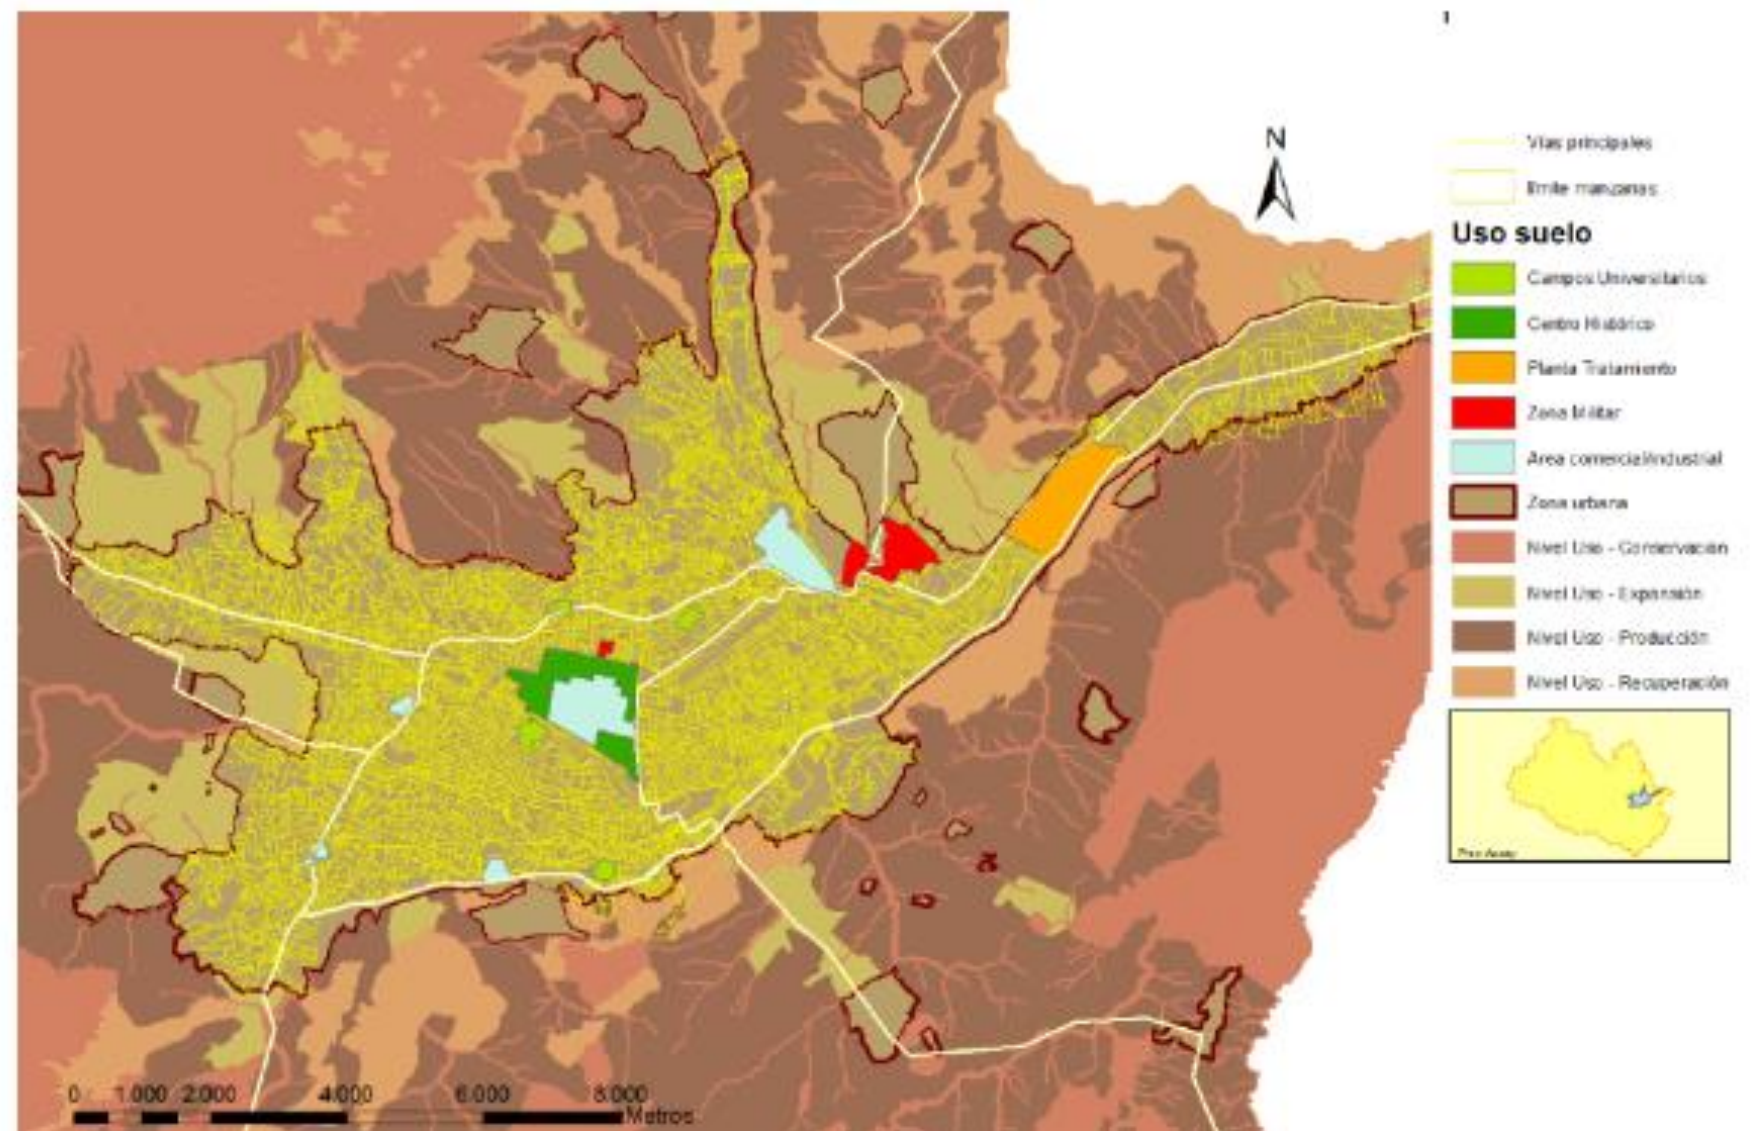 N
Vías principales
límite manzanas
Uso suelo
Campos Universitarios
Centro Histórico
Planta Tratamiento
Zona Militar
Area comercial/industrial
Zona urbana
Nivel Uso - Conservación
Nivel Uso - Expansión
Nivel Uso - Producción
Nivel Uso - Recuperación
0 1.000 2.000 4.000 6.000 8.000
Metros